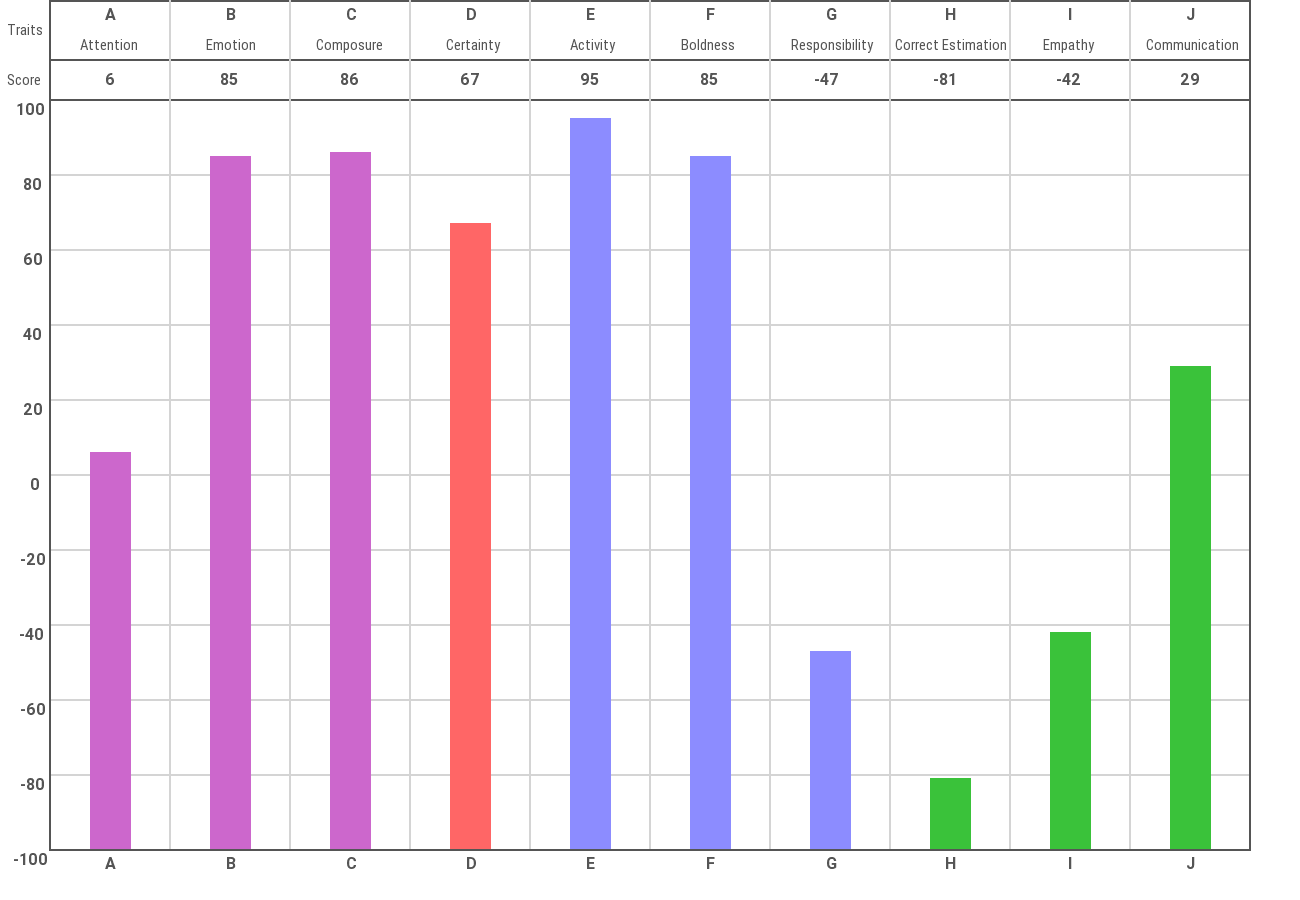 A B C D E F G H I J
Traits
Attention Emotion Composure Certainty Activity Boldness Responsibility Correct Estimation Empathy Communication
Score 6 85 86 67 95 85 -47 -81 -42 29
100
80
60
40
20
0
-20
-40
-60
-80
-100
A B C D E F G H I J